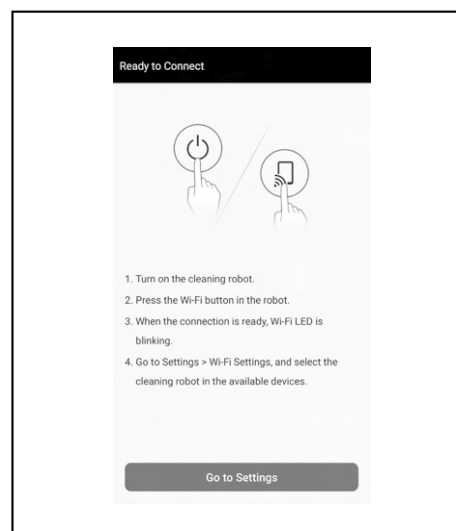 Ready to Connect
1. Turn on the cleaning robot.
2. Press the Wi-Fi button in the robot.
3. When the connection is ready, Wi-Fi LED is
blinking.
4. Go to Settings > Wi-Fi Settings, and select the
cleaning robot in the available devices.
Go to Settings